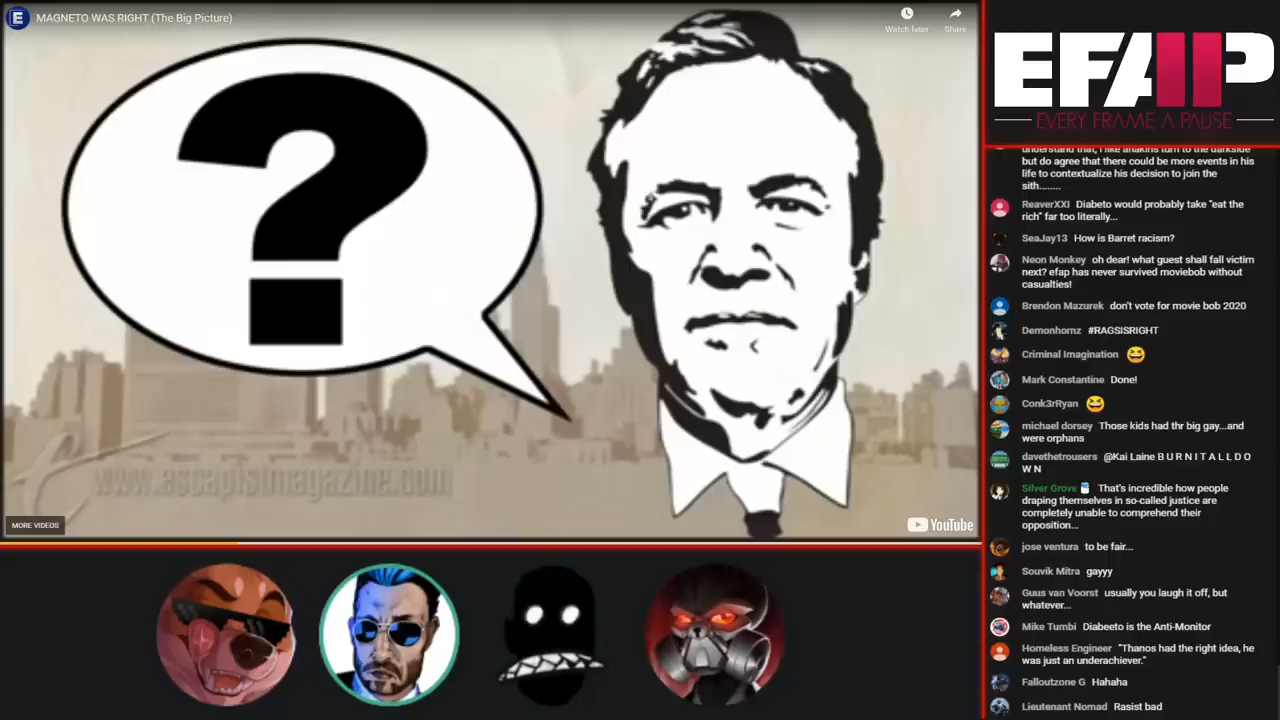 MAGNETO WAS RIGHT (The Big Picture)
Watch later
Share
?
www.escapistmagazine.com
MORE VIDEOS
YouTube
EFAP
EVERY FRAME A PAUSE
understand that, I like anakins turn to the darkside
but do agree that there could be more events in his
life to contextualize his decision to join the
sith........
ReaverXXI Diabeto would probably take "eat the
rich" far too literally...
SeaJay13 How is Barret racism?
Neon Monkey oh dear! what guest shall fall victim
next? efap has never survived moviebob without
casualties!
Brendon Mazurek don't vote for movie bob 2020
Demonhornz #RAGSISRIGHT
Criminal Imagination 😆
Mark Constantine Done!
Conk3rRyan 😆
michael dorsey Those kids had thr big gay...and
were orphans
davethetrousers @Kai Laine B U R N I T A L L D O
W N
Silver Grove That's incredible how people
draping themselves in so-called justice are
completely unable to comprehend their
opposition...
jose ventura to be fair...
Souvik Mitra gayyy
Guus van Voorst usually you laugh it off, but
whatever...
Mike Tumbi Diabeeto is the Anti-Monitor
Homeless Engineer "Thanos had the right idea, he
was just an underachiever."
Falloutzone G Hahaha
Lieutenant Nomad Rasist bad